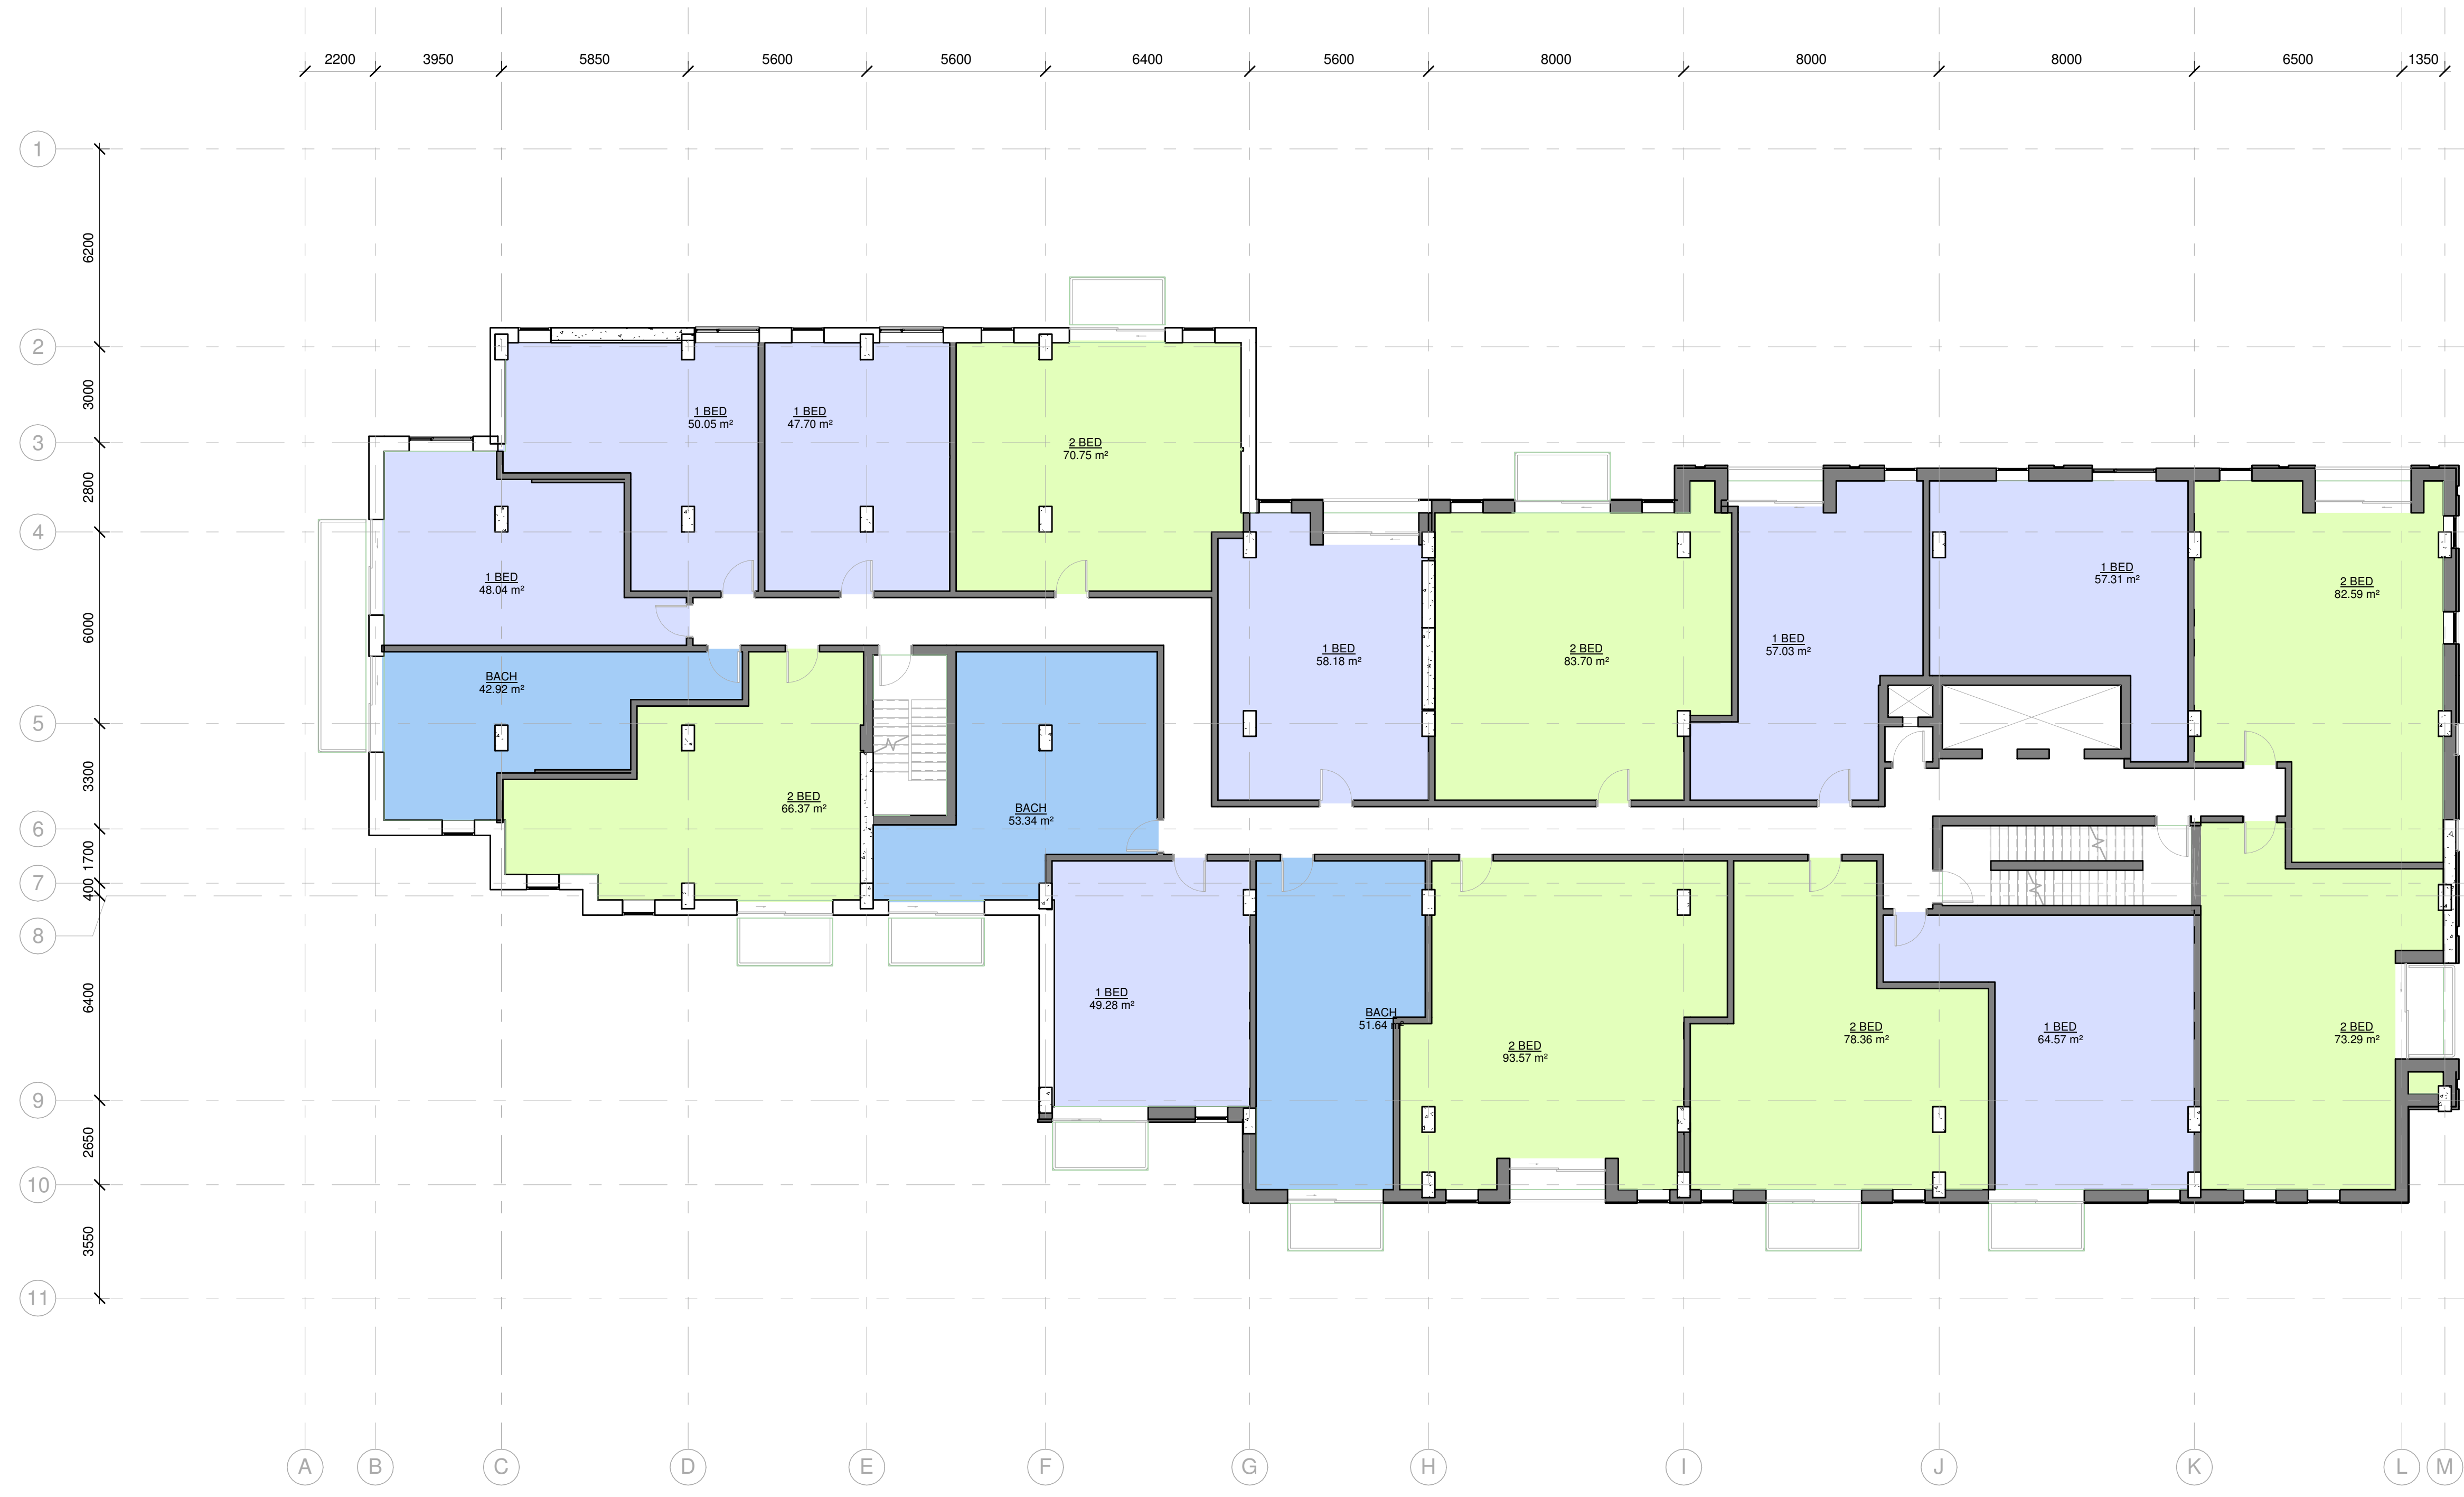 2200 3950 5850 5600 5600 6400 5600 8000 8000 8000 6500 1350
1
6200
2
3000
3
2800
4
6000
5
3300
6
1700
7
400
8
6400
9
2650
10
3550
11
1 BED
50.05 m²
1 BED
47.70 m²
2 BED
70.75 m²
1 BED
48.04 m²
1 BED
58.18 m²
2 BED
83.70 m²
1 BED
57.03 m²
1 BED
57.31 m²
2 BED
82.59 m²
BACH
42.92 m²
2 BED
66.37 m²
BACH
53.34 m²
1 BED
49.28 m²
BACH
51.64 m²
2 BED
93.57 m²
2 BED
78.36 m²
1 BED
64.57 m²
2 BED
73.29 m²
A B C D E F G H I J K L M